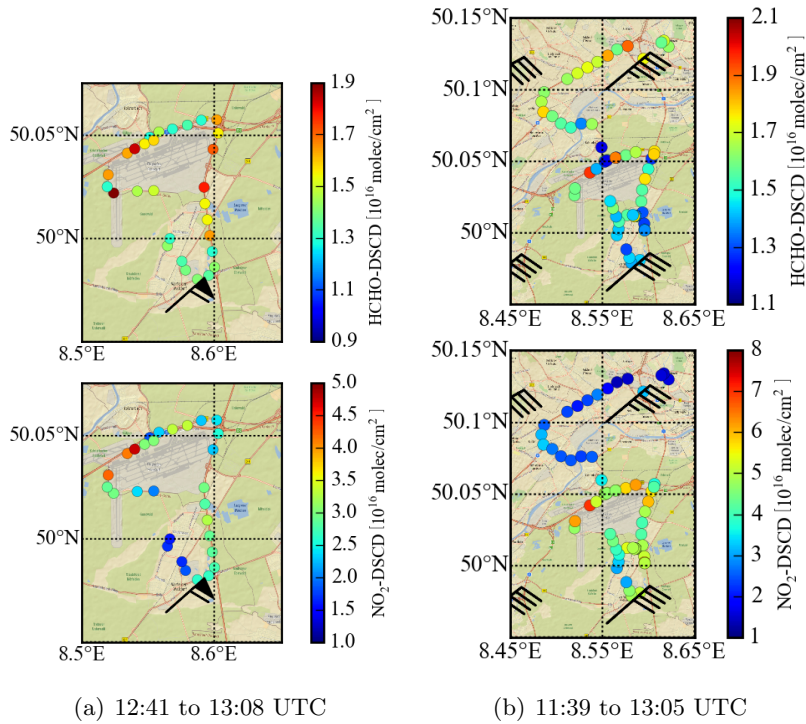 50.05°N
50°N
8.5°E
8.6°E
1.9
1.7
1.5
1.3
1.1
0.9
HCHO-DSCD [10^16 molec/cm^2]
50.15°N
50.1°N
50.05°N
50°N
8.45°E
8.55°E
8.65°E
2.1
1.9
1.7
1.5
1.3
1.1
HCHO-DSCD [10^16 molec/cm^2]
50.05°N
50°N
8.5°E
8.6°E
5.0
4.5
4.0
3.5
3.0
2.5
2.0
1.5
1.0
NO_2-DSCD [10^16 molec/cm^2]
50.15°N
50.1°N
50.05°N
50°N
8.45°E
8.55°E
8.65°E
8
7
6
5
4
3
2
1
NO_2-DSCD [10^16 molec/cm^2]
(a) 12:41 to 13:08 UTC
(b) 11:39 to 13:05 UTC